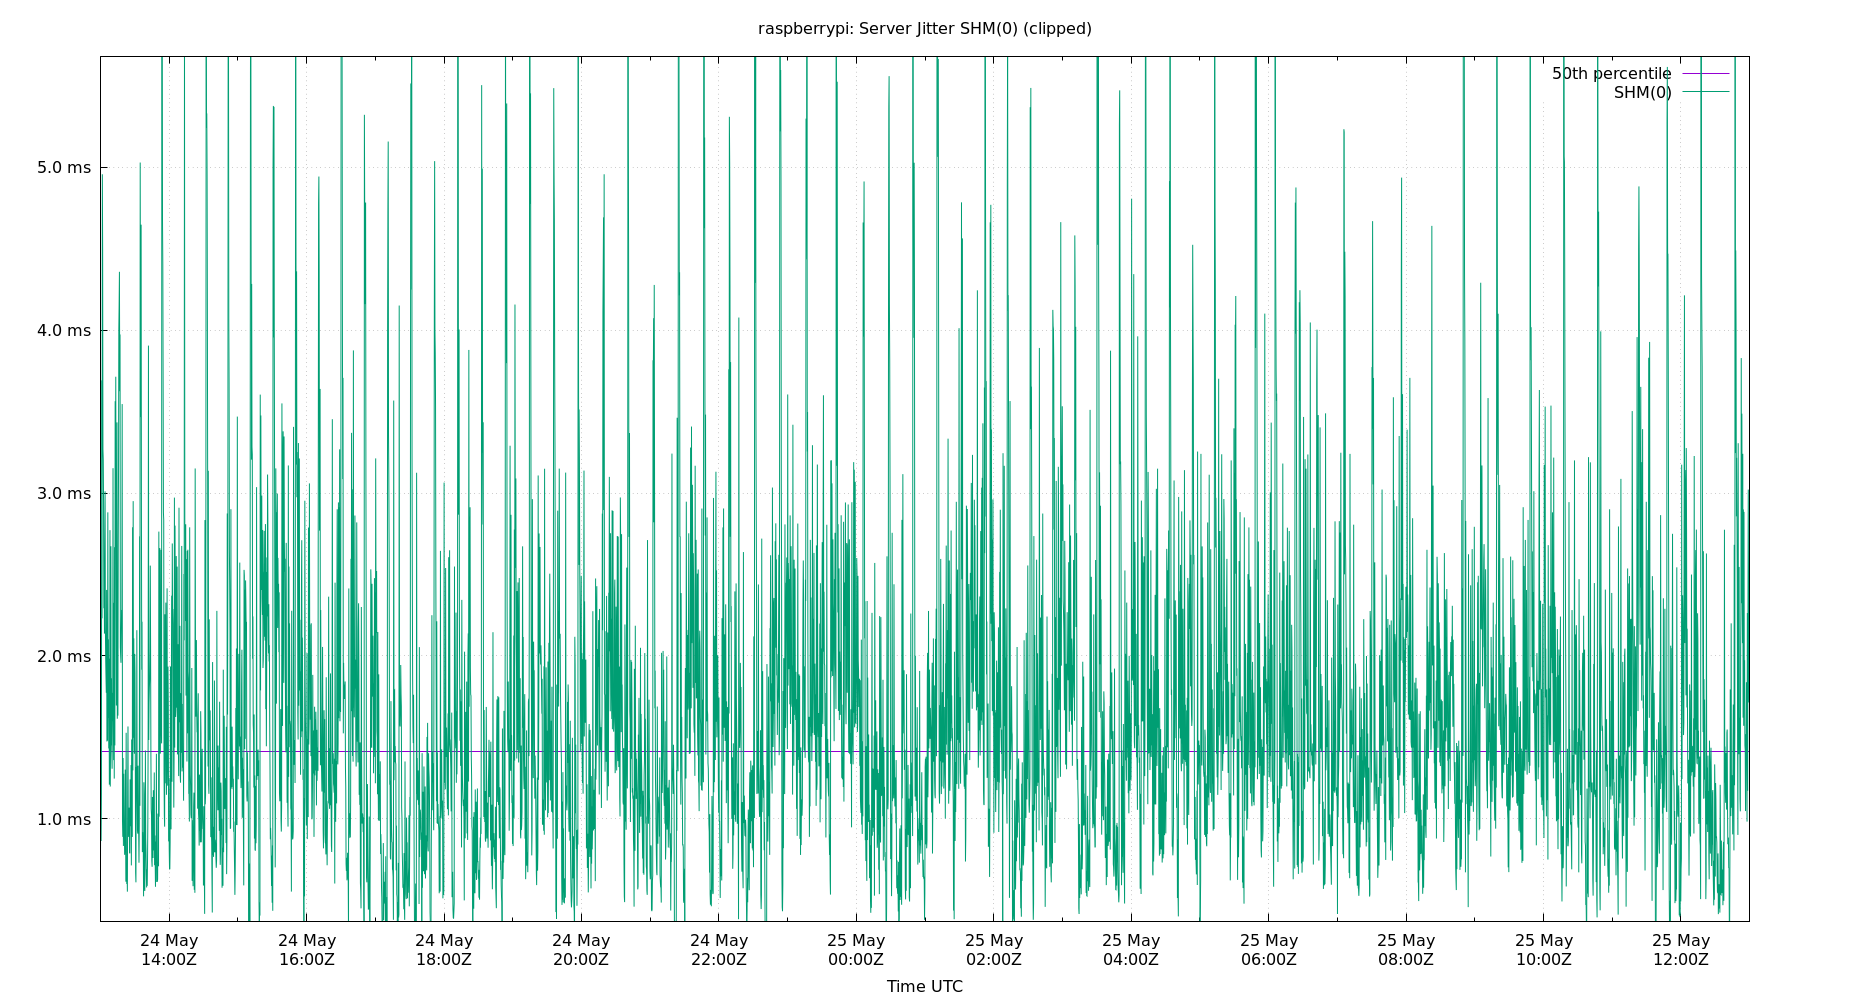 raspberrypi: Server Jitter SHM(0) (clipped)
50th percentile
SHM(0)
5.0 ms
4.0 ms
3.0 ms
2.0 ms
1.0 ms
24 May 24 May 24 May 24 May 24 May 25 May 25 May 25 May 25 May 25 May 25 May 25 May
14:00Z 16:00Z 18:00Z 20:00Z 22:00Z 00:00Z 02:00Z 04:00Z 06:00Z 08:00Z 10:00Z 12:00Z
Time UTC